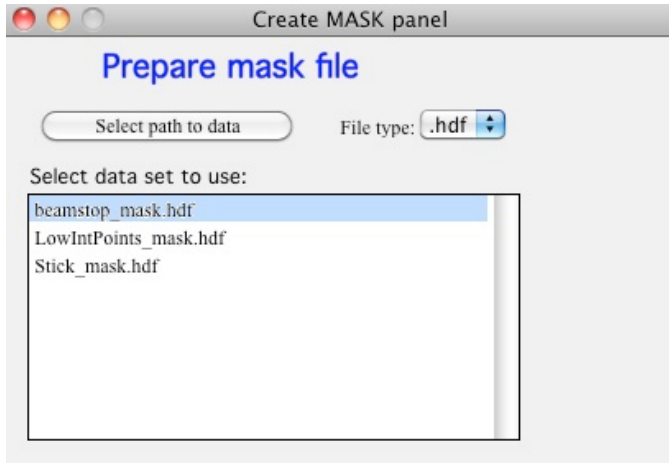 Create MASK panel
Prepare mask file
Select path to data File type: .hdf
Select data set to use:
beamstop_mask.hdf
LowIntPoints_mask.hdf
Stick_mask.hdf